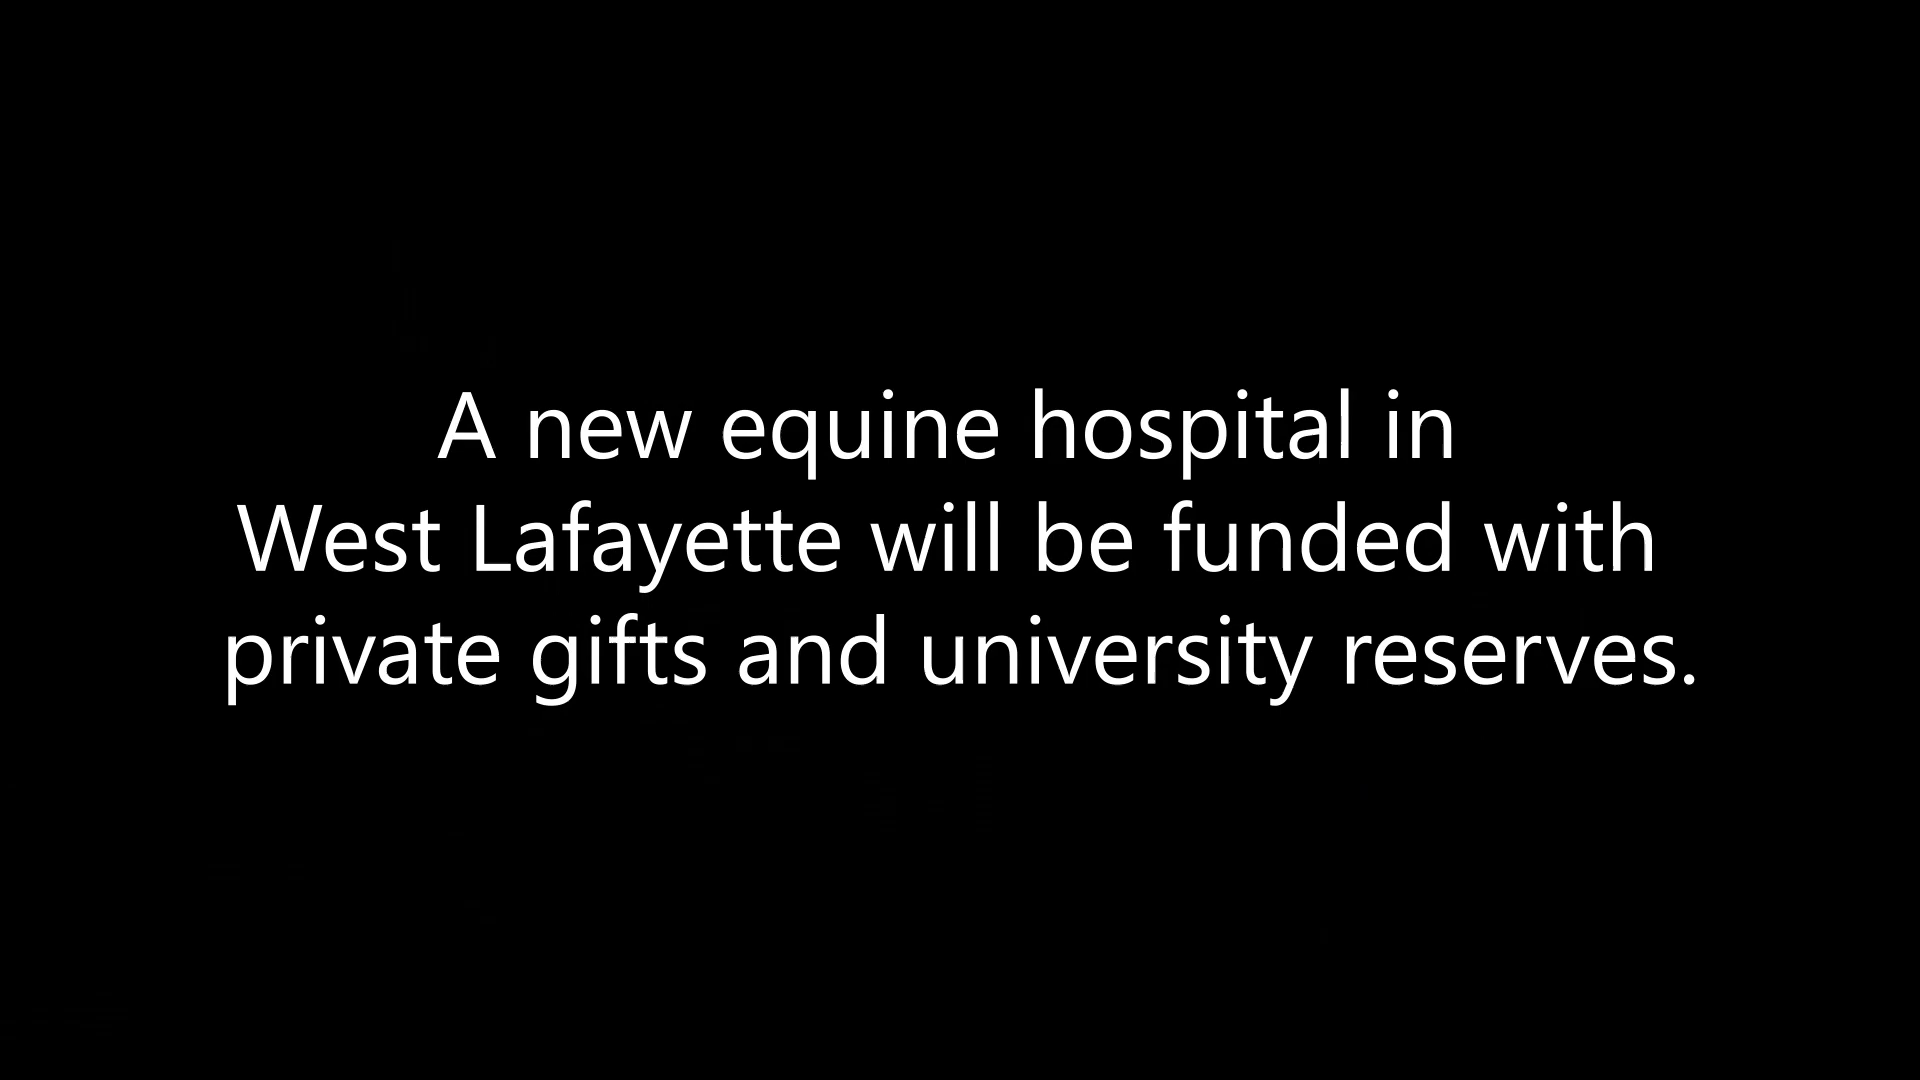 A new equine hospital in
West Lafayette will be funded with
private gifts and university reserves.